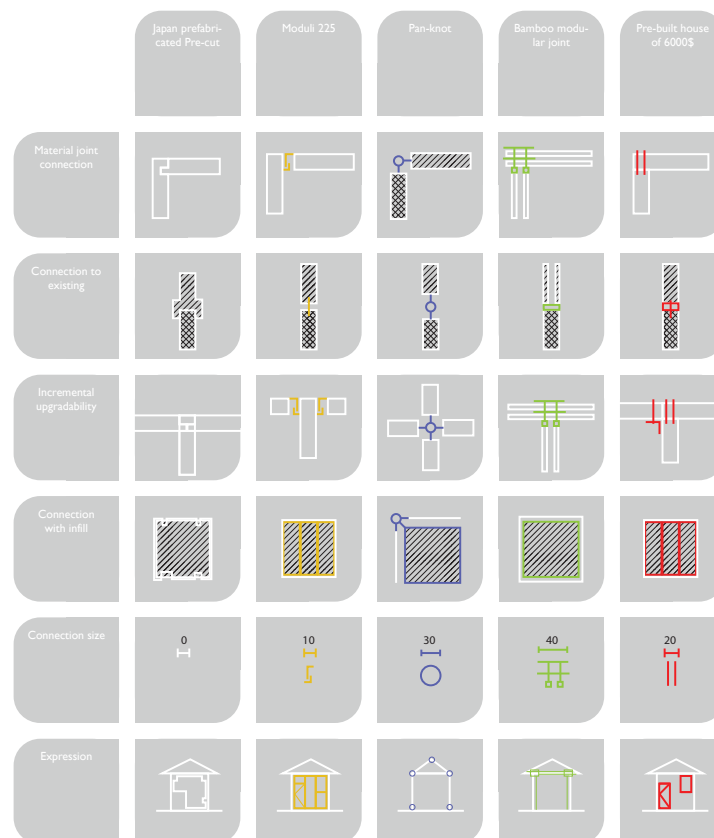 Japan prefabri-
cated Pre-cut
Moduli 225
Pan-knot
Bamboo modu-
lar joint
Pre-built house
of 6000$
Material joint
connection
Connection to
existing
Incremental
upgradability
Connection
with infill
Connection size
0
10
30
40
20
Expression